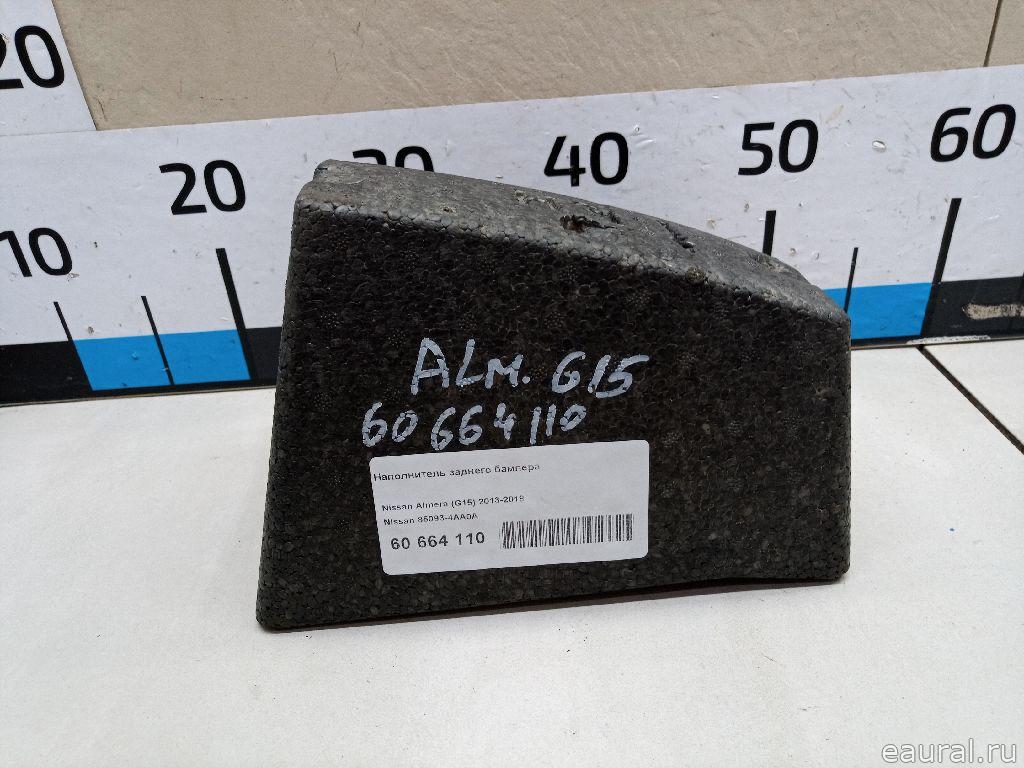 20
10 20 30 40 50 60
ALM. G15
60 664 110
Наполнитель заднего бампера
Nissan Almera (G15) 2013-2018
Nissan 85093-4AA0A
60 664 110
eaural.ru